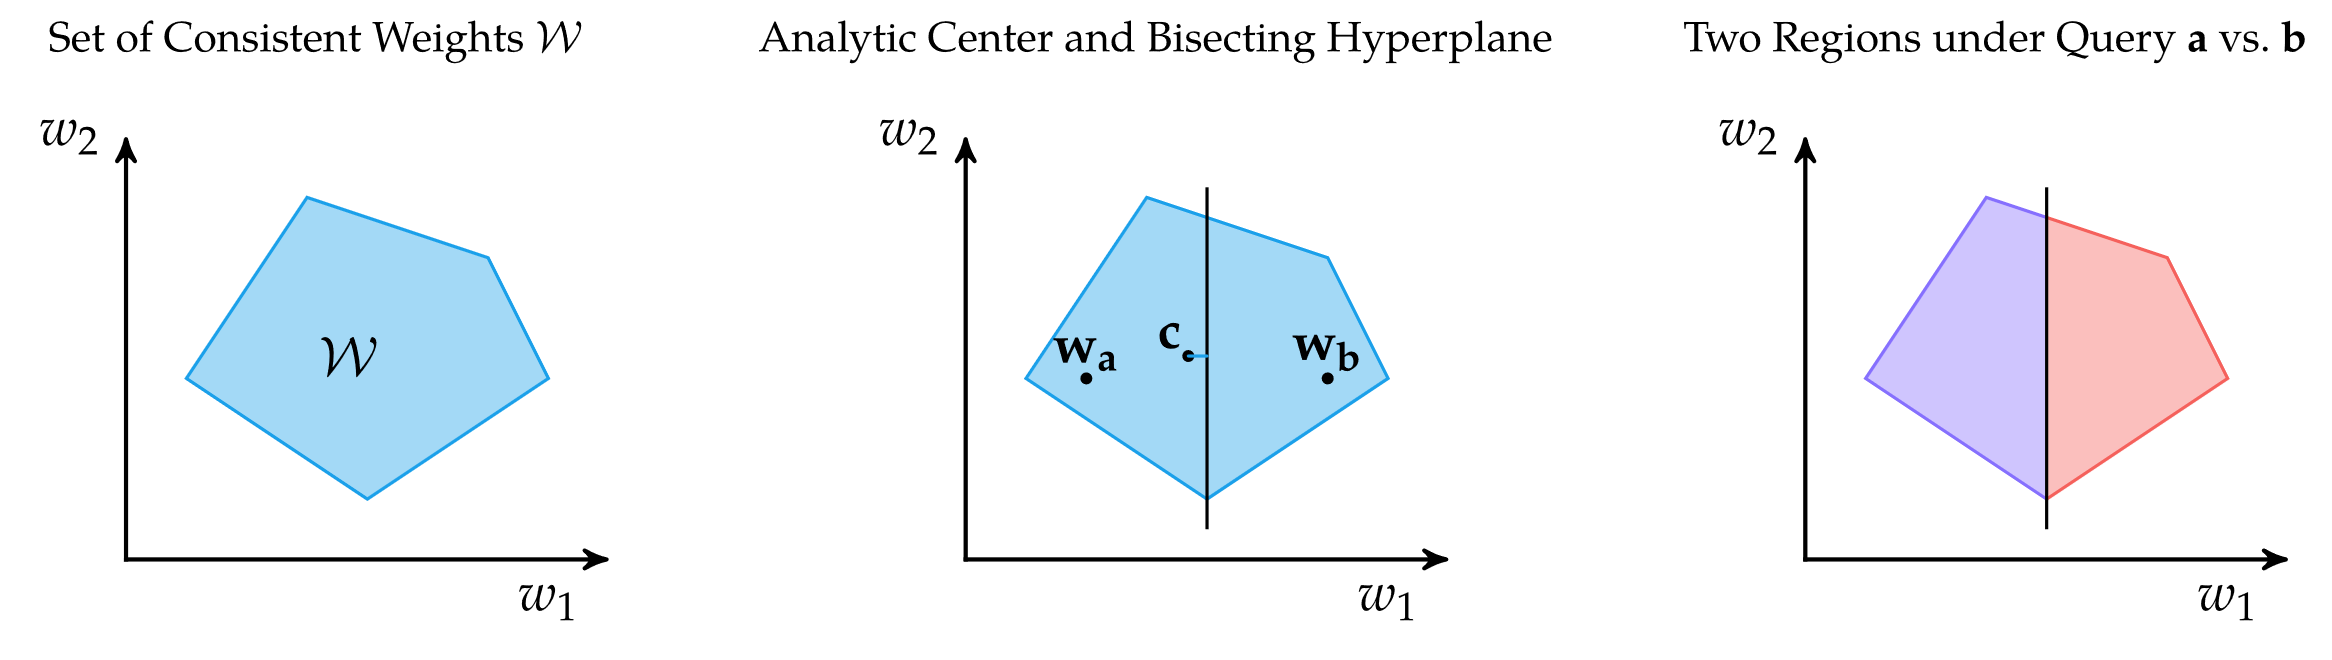 Set of Consistent Weights 𝒲
w₂
𝒲
w₁
Analytic Center and Bisecting Hyperplane
w₂
c
wₐ
w_b
w₁
Two Regions under Query a vs. b
w₂
w₁